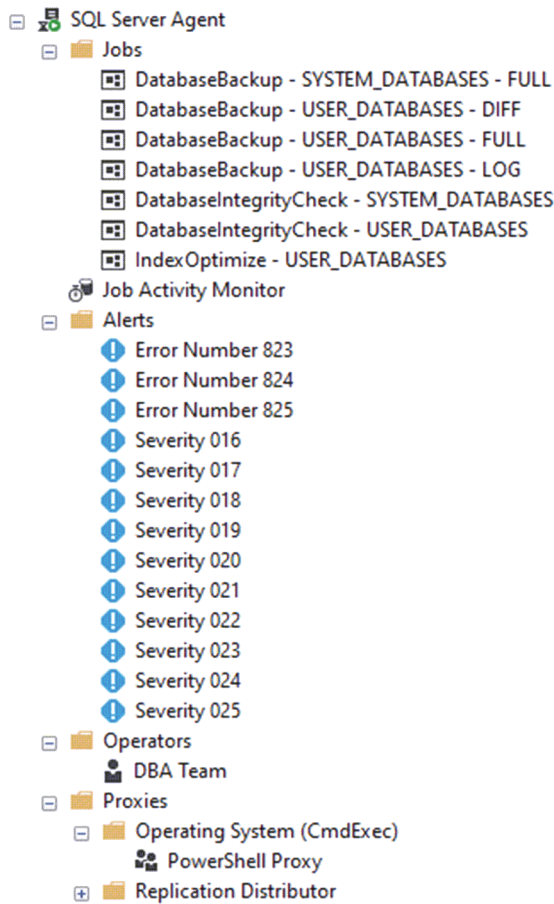 SQL Server Agent
Jobs
DatabaseBackup - SYSTEM_DATABASES - FULL
DatabaseBackup - USER_DATABASES - DIFF
DatabaseBackup - USER_DATABASES - FULL
DatabaseBackup - USER_DATABASES - LOG
DatabaseIntegrityCheck - SYSTEM_DATABASES
DatabaseIntegrityCheck - USER_DATABASES
IndexOptimize - USER_DATABASES
Job Activity Monitor
Alerts
Error Number 823
Error Number 824
Error Number 825
Severity 016
Severity 017
Severity 018
Severity 019
Severity 020
Severity 021
Severity 022
Severity 023
Severity 024
Severity 025
Operators
DBA Team
Proxies
Operating System (CmdExec)
PowerShell Proxy
Replication Distributor